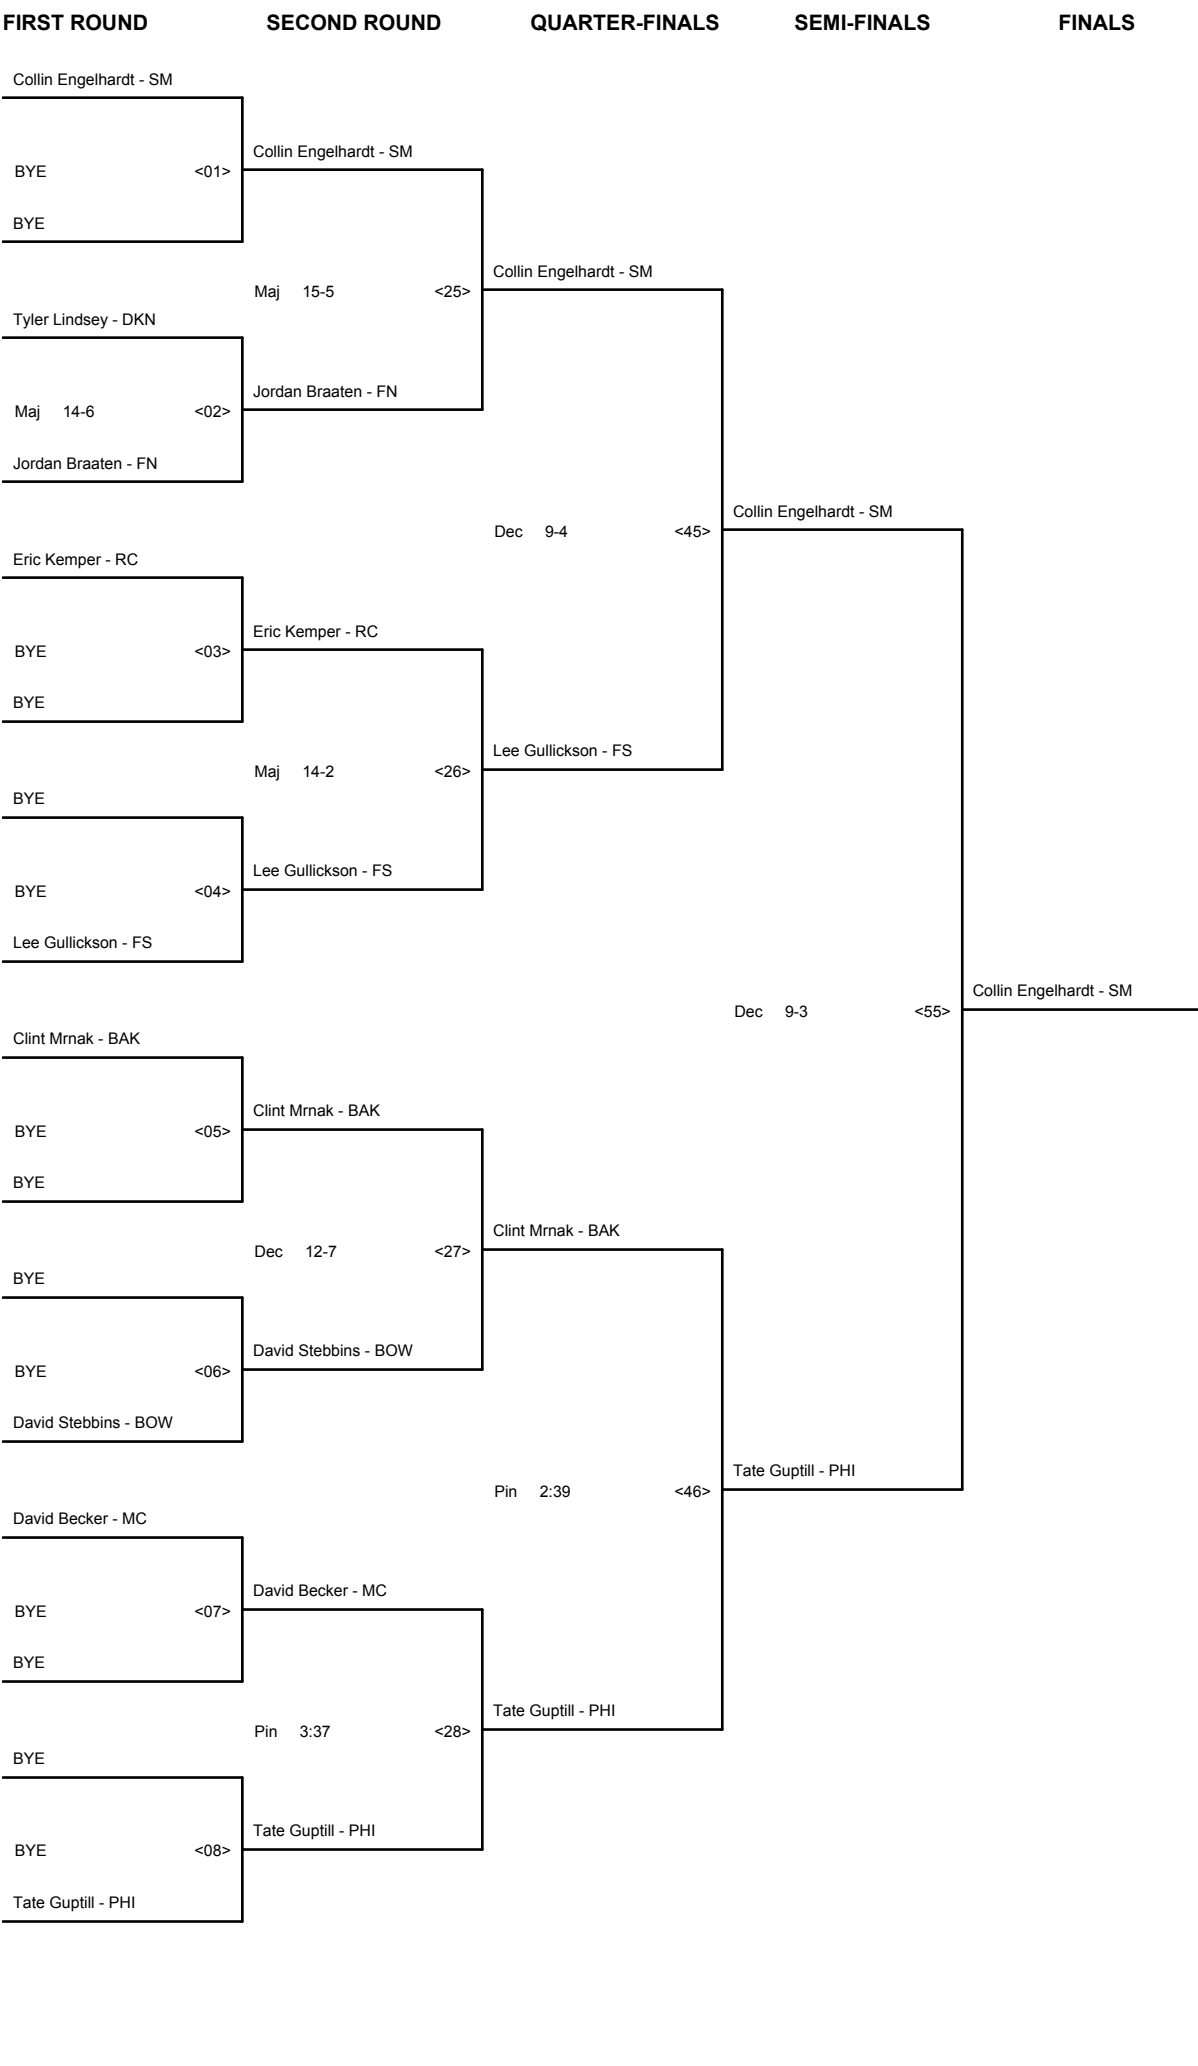 FIRST ROUND SECOND ROUND QUARTER-FINALS SEMI-FINALS FINALS
Collin Engelhardt - SM
Collin Engelhardt - SM
BYE <01>
BYE
Collin Engelhardt - SM
Maj 15-5 <25>
Tyler Lindsey - DKN
Jordan Braaten - FN
Maj 14-6 <02>
Jordan Braaten - FN
Collin Engelhardt - SM
Dec 9-4 <45>
Eric Kemper - RC
Eric Kemper - RC
BYE <03>
BYE
Lee Gullickson - FS
Maj 14-2 <26>
BYE
Lee Gullickson - FS
BYE <04>
Lee Gullickson - FS
Collin Engelhardt - SM
Dec 9-3 <55>
Clint Mrnak - BAK
Clint Mrnak - BAK
BYE <05>
BYE
Clint Mrnak - BAK
Dec 12-7 <27>
BYE
David Stebbins - BOW
BYE <06>
David Stebbins - BOW
Tate Guptill - PHI
Pin 2:39 <46>
David Becker - MC
David Becker - MC
BYE <07>
BYE
Tate Guptill - PHI
Pin 3:37 <28>
BYE
Tate Guptill - PHI
BYE <08>
Tate Guptill - PHI